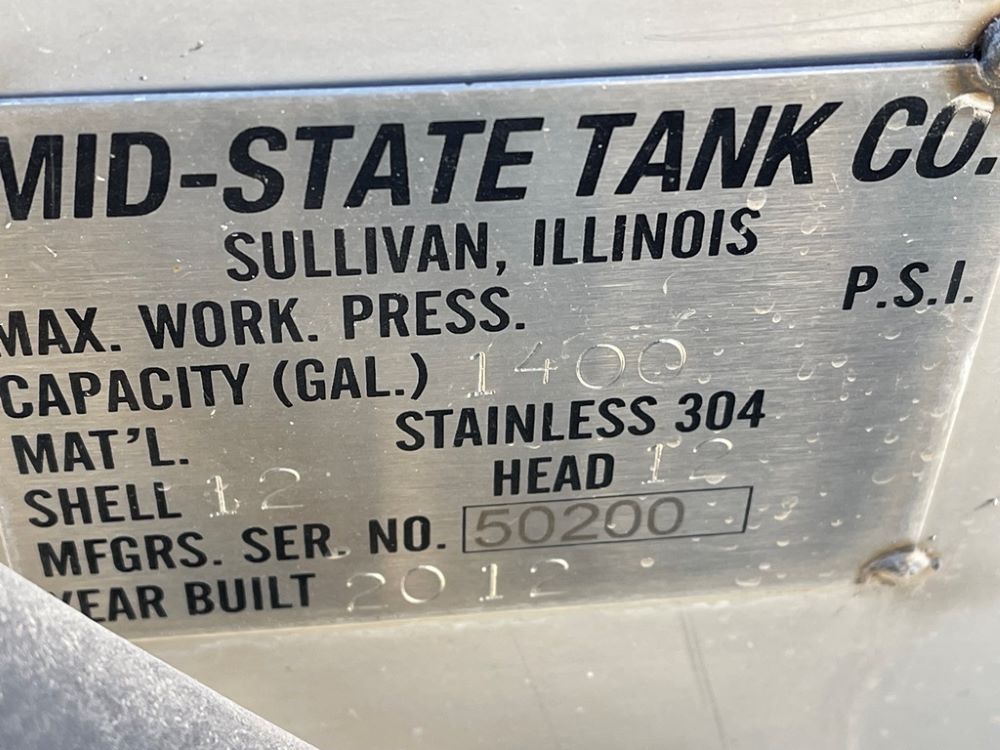 MID-STATE TANK CO.
SULLIVAN, ILLINOIS
MAX. WORK. PRESS. P.S.I.
CAPACITY (GAL.) 1400
MAT'L. STAINLESS 304
SHELL 12 HEAD 12
MFGRS. SER. NO. 50200
YEAR BUILT 2012